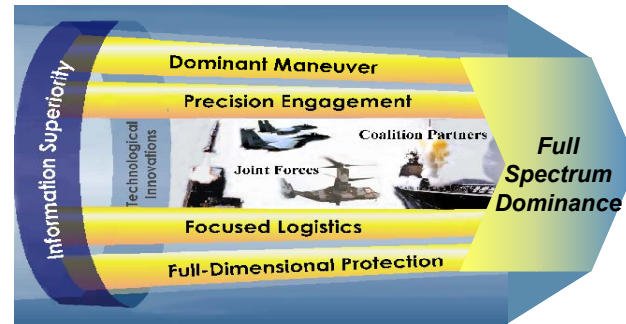 Information Superiority
Technological
Innovations
Dominant Maneuver
Precision Engagement
Coalition Partners
Joint Forces
Focused Logistics
Full-Dimensional Protection
Full
Spectrum
Dominance